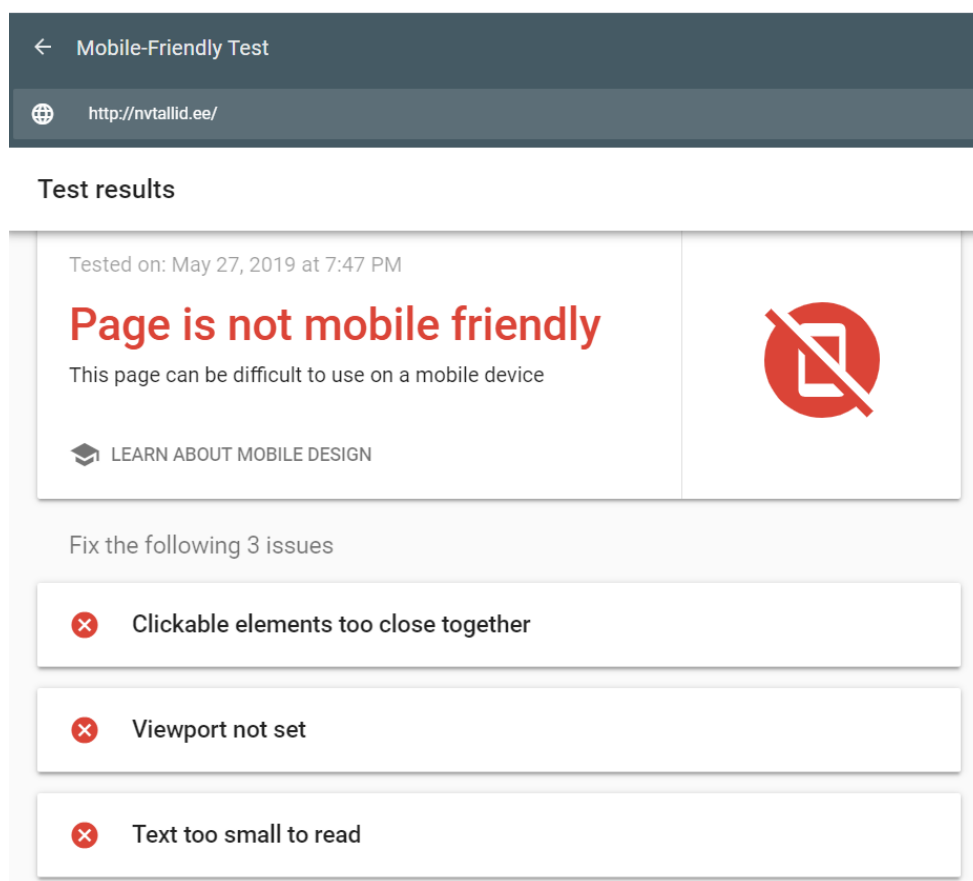 Mobile-Friendly Test
http://nvtallid.ee/
Test results
Tested on: May 27, 2019 at 7:47 PM
Page is not mobile friendly
This page can be difficult to use on a mobile device
LEARN ABOUT MOBILE DESIGN
Fix the following 3 issues
Clickable elements too close together
Viewport not set
Text too small to read